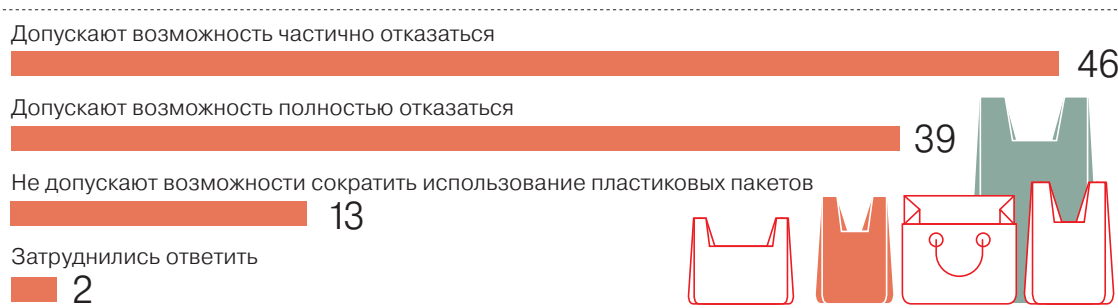 Допускают возможность частично отказаться
46
Допускают возможность полностью отказаться
39
Не допускают возможности сократить использование пластиковых пакетов
13
Затруднились ответить
2